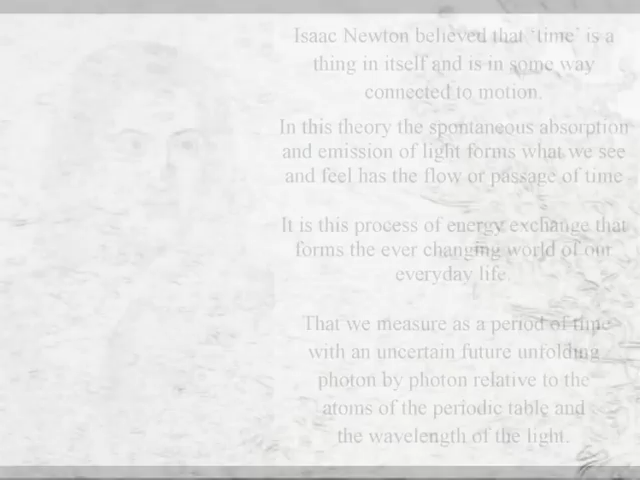 Isaac Newton believed that ‘time’ is a
thing in itself and is in some way
connected to motion.
In this theory the spontaneous absorption
and emission of light forms what we see
and feel has the flow or passage of time
It is this process of energy exchange that
forms the ever changing world of our
everyday life
That we measure as a period of time
with an uncertain future unfolding
photon by photon relative to the
atoms of the periodic table and
the wavelength of the light.